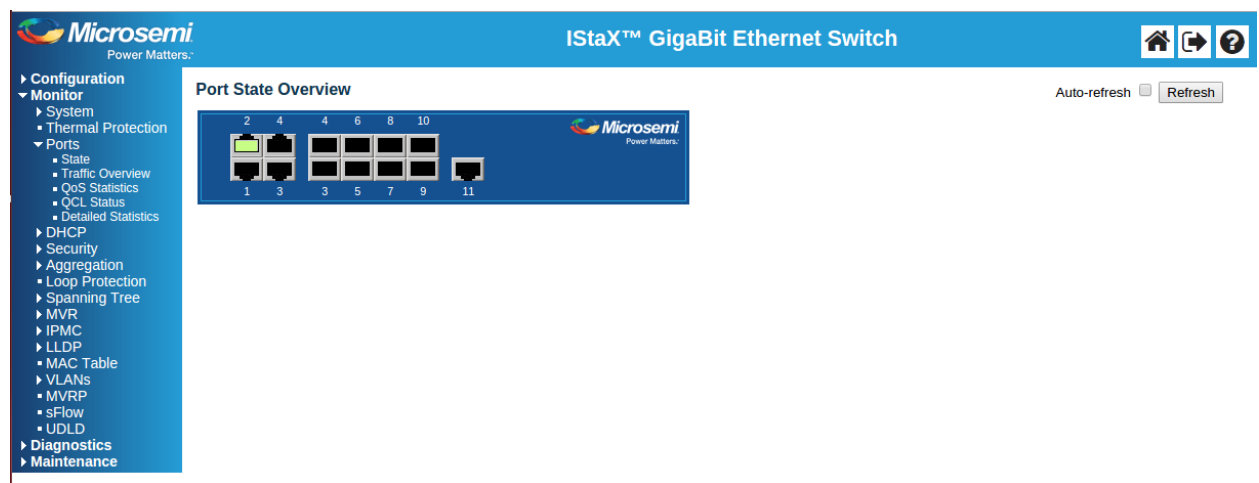 Microsemi.
Power Matters.™
IStaX™ GigaBit Ethernet Switch
Configuration
Monitor
System
Thermal Protection
Ports
State
Traffic Overview
QoS Statistics
QCL Status
Detailed Statistics
DHCP
Security
Aggregation
Loop Protection
Spanning Tree
MVR
IPMC
LLDP
MAC Table
VLANs
MVRP
sFlow
UDLD
Diagnostics
Maintenance
Port State Overview
Auto-refresh Refresh
2 4 4 6 8 10
Microsemi.
Power Matters.™
1 3 3 5 7 9 11